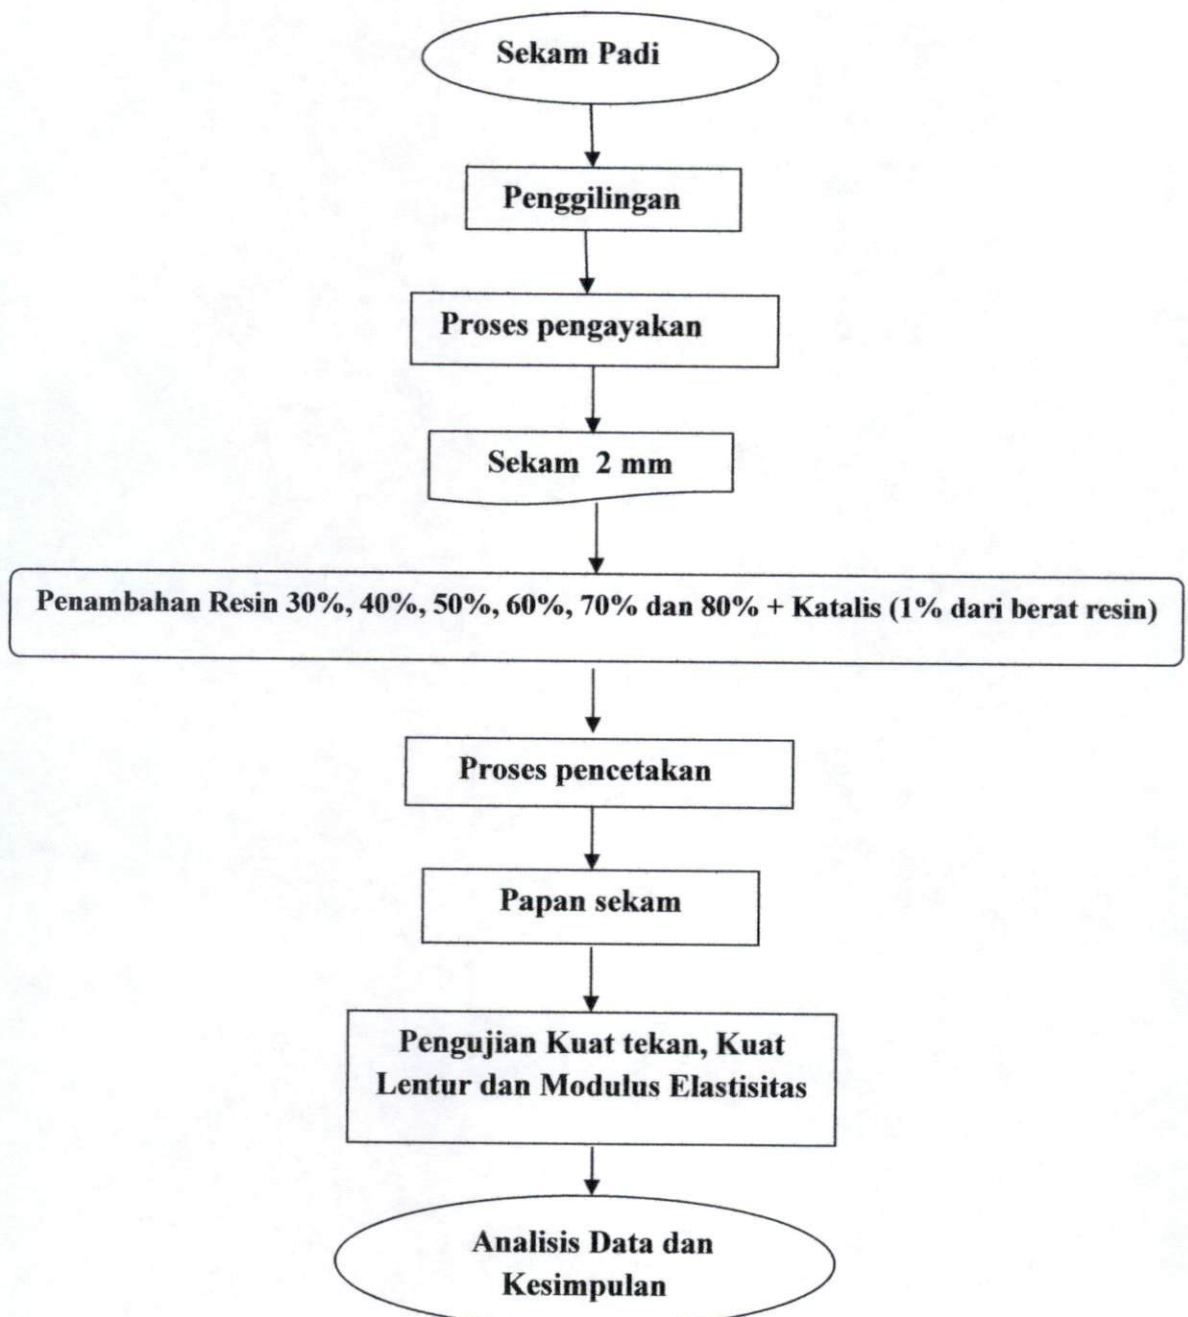 Sekam Padi
Penggilingan
Proses pengayakan
Sekam  2 mm
Penambahan Resin 30%, 40%, 50%, 60%, 70% dan 80% + Katalis (1% dari berat resin)
Proses pencetakan
Papan sekam
Pengujian Kuat tekan, Kuat
Lentur dan Modulus Elastisitas
Analisis Data dan
Kesimpulan